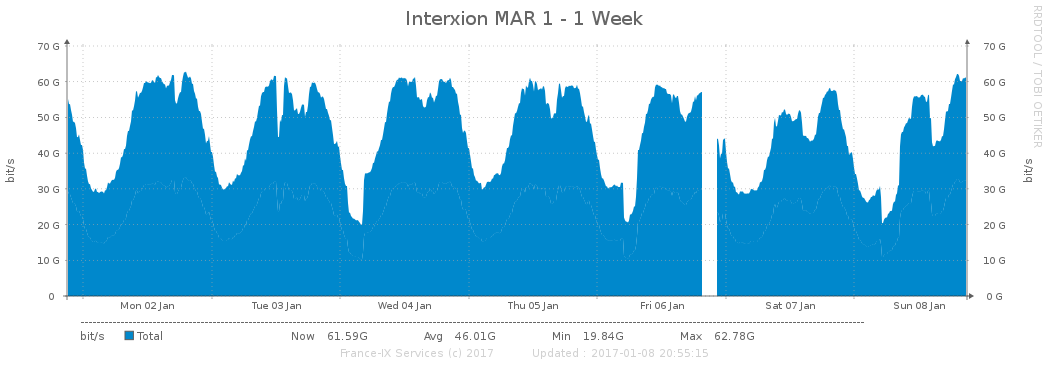 Interxion MAR 1 - 1 Week
RRDTOOL / TOBI OETIKER
70 G 70 G
60 G 60 G
50 G 50 G
40 G 40 G
30 G 30 G
20 G 20 G
10 G 10 G
0 0 G
bit/s bit/s
Mon 02 Jan Tue 03 Jan Wed 04 Jan Thu 05 Jan Fri 06 Jan Sat 07 Jan Sun 08 Jan
bit/s Total Now 61.59G Avg 46.01G Min 19.84G Max 62.78G
France-IX Services (c) 2017 Updated : 2017-01-08 20:55:15